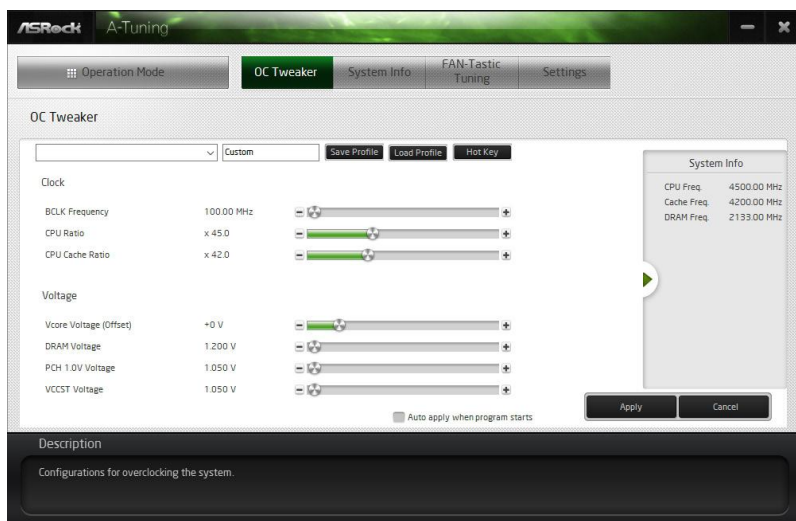 ASRock A-Tuning
Operation Mode OC Tweaker System Info FAN-Tastic Tuning Settings
OC Tweaker
Custom Save Profile Load Profile Hot Key
System Info
Clock
CPU Freq. 4500.00 MHz
Cache Freq. 4200.00 MHz
DRAM Freq. 2133.00 MHz
BCLK Frequency 100.00 MHz
CPU Ratio x 45.0
CPU Cache Ratio x 42.0
Voltage
Vcore Voltage (Offset) +0 V
DRAM Voltage 1.200 V
PCH 1.0V Voltage 1.050 V
VCCST Voltage 1.050 V
Auto apply when program starts
Apply Cancel
Description
Configurations for overclocking the system.